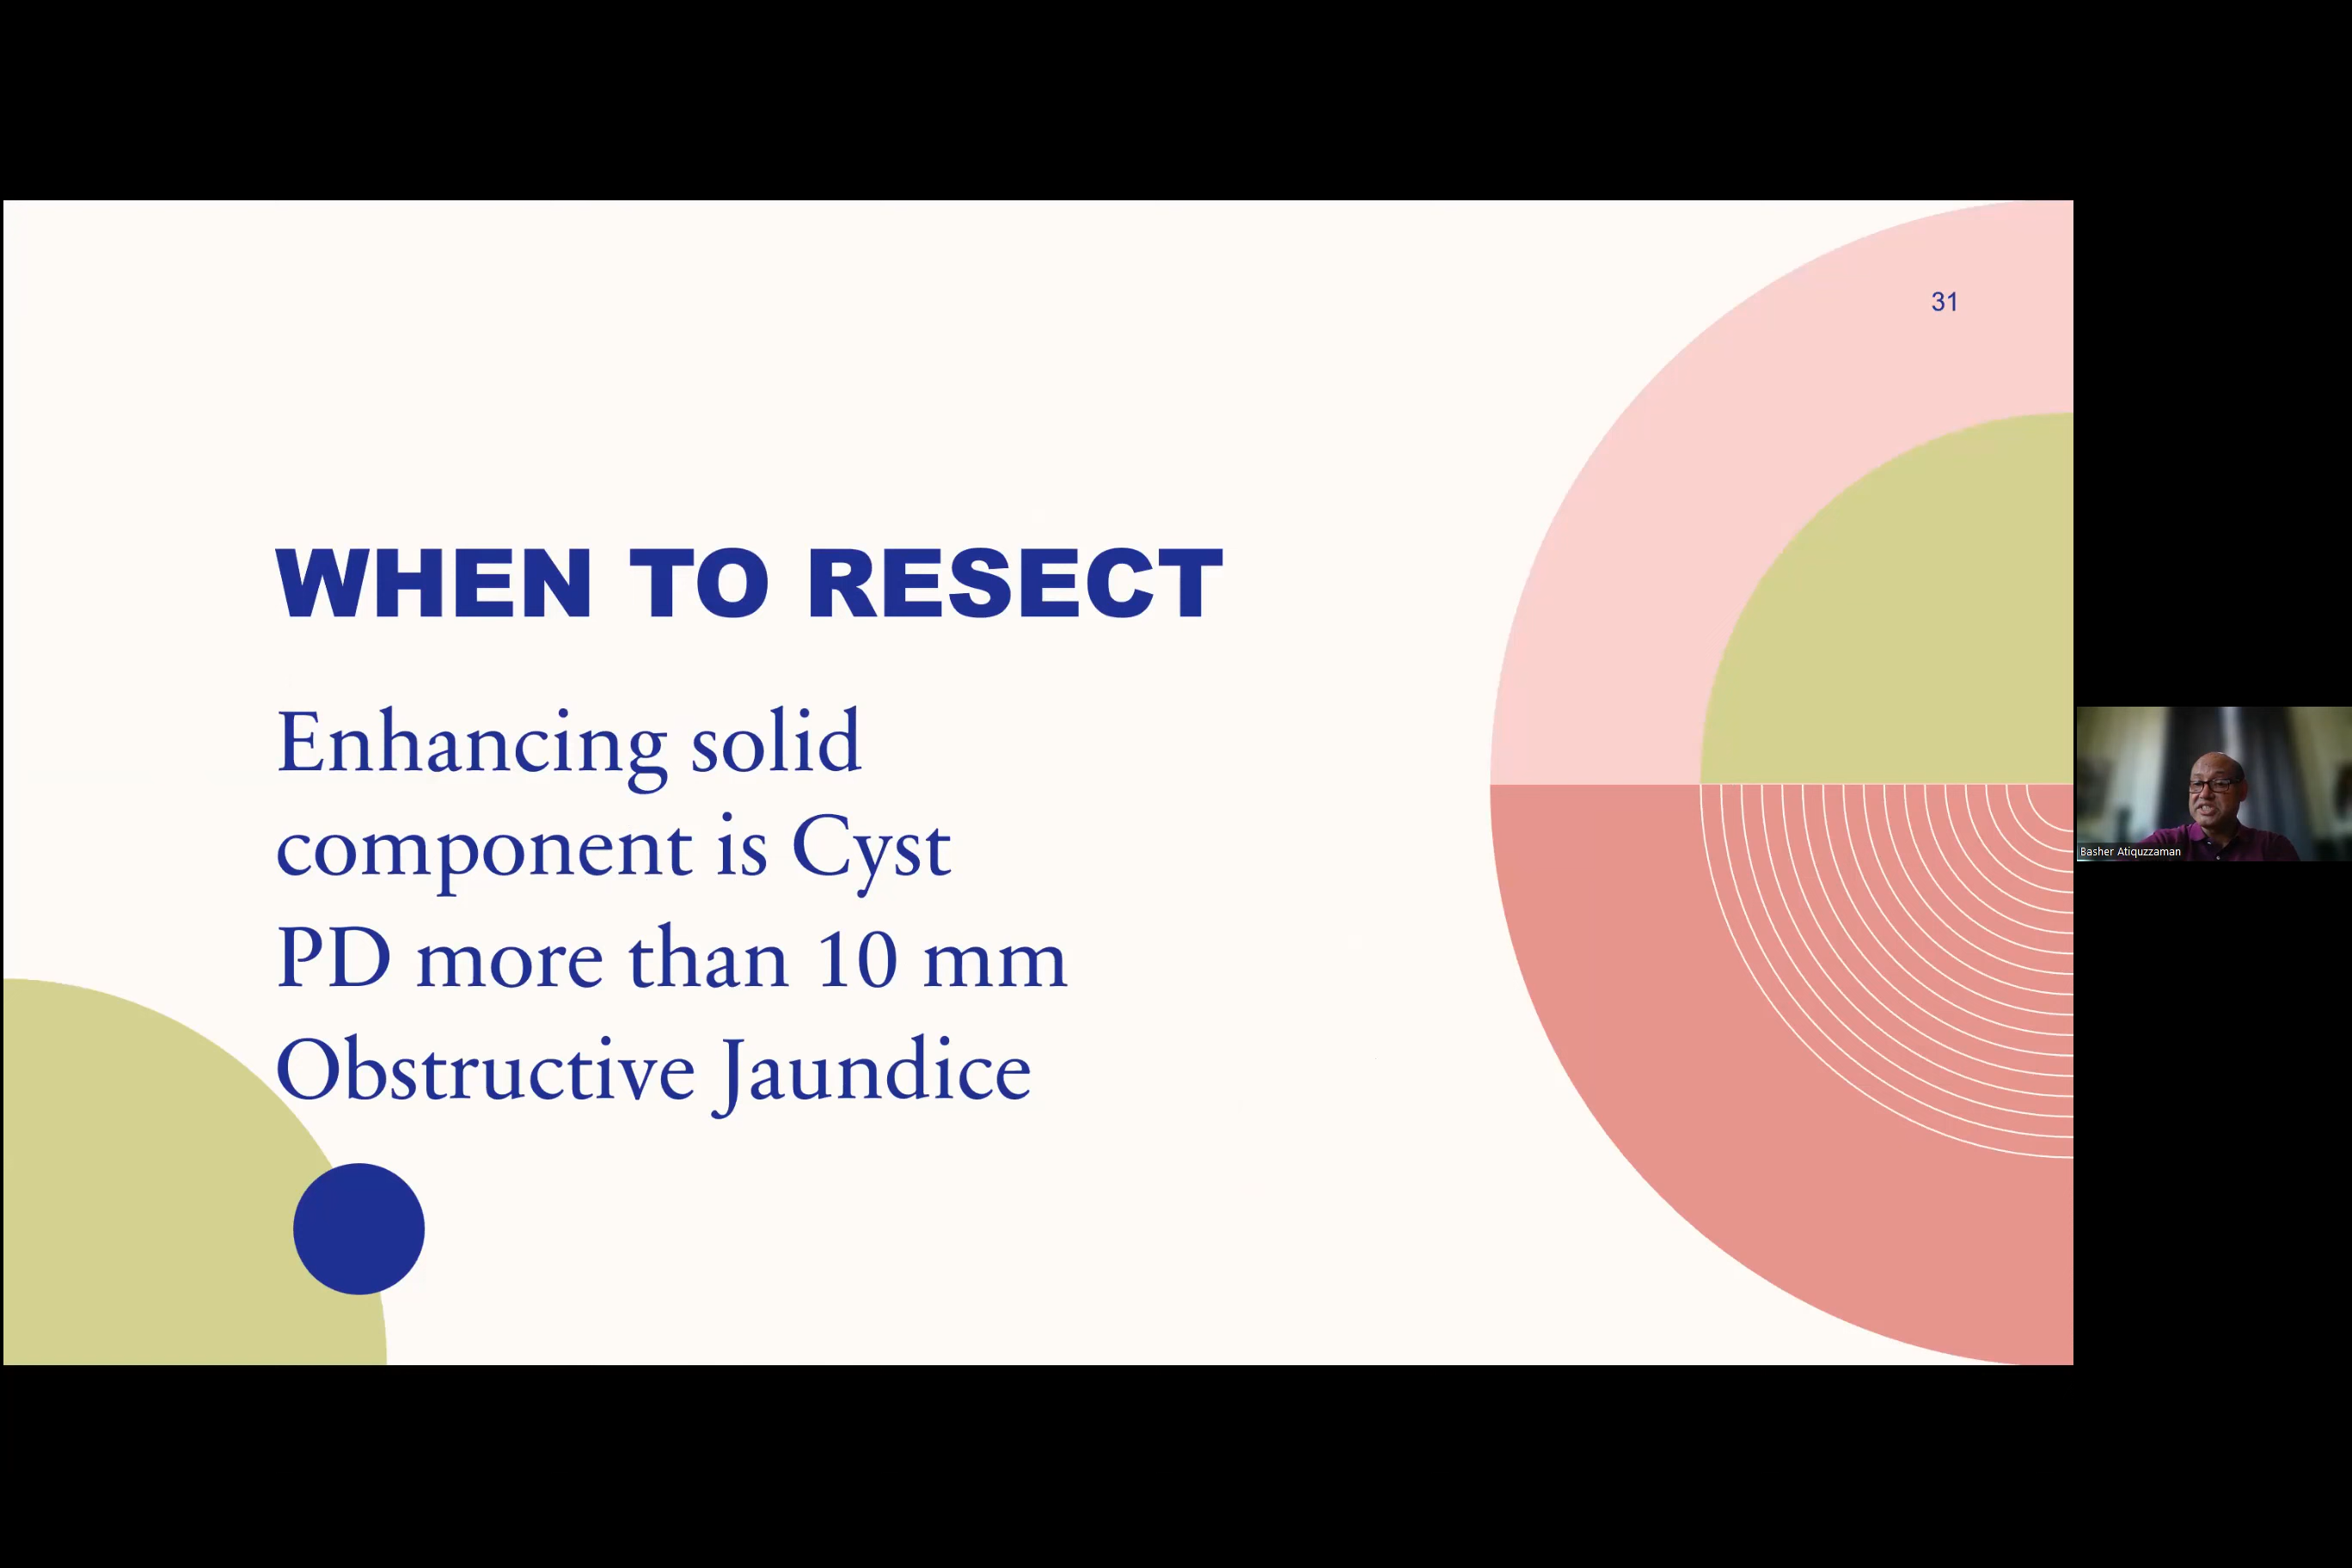 31
WHEN TO RESECT
Enhancing solid
component is Cyst
PD more than 10 mm
Obstructive Jaundice
Basher Atiquzzaman